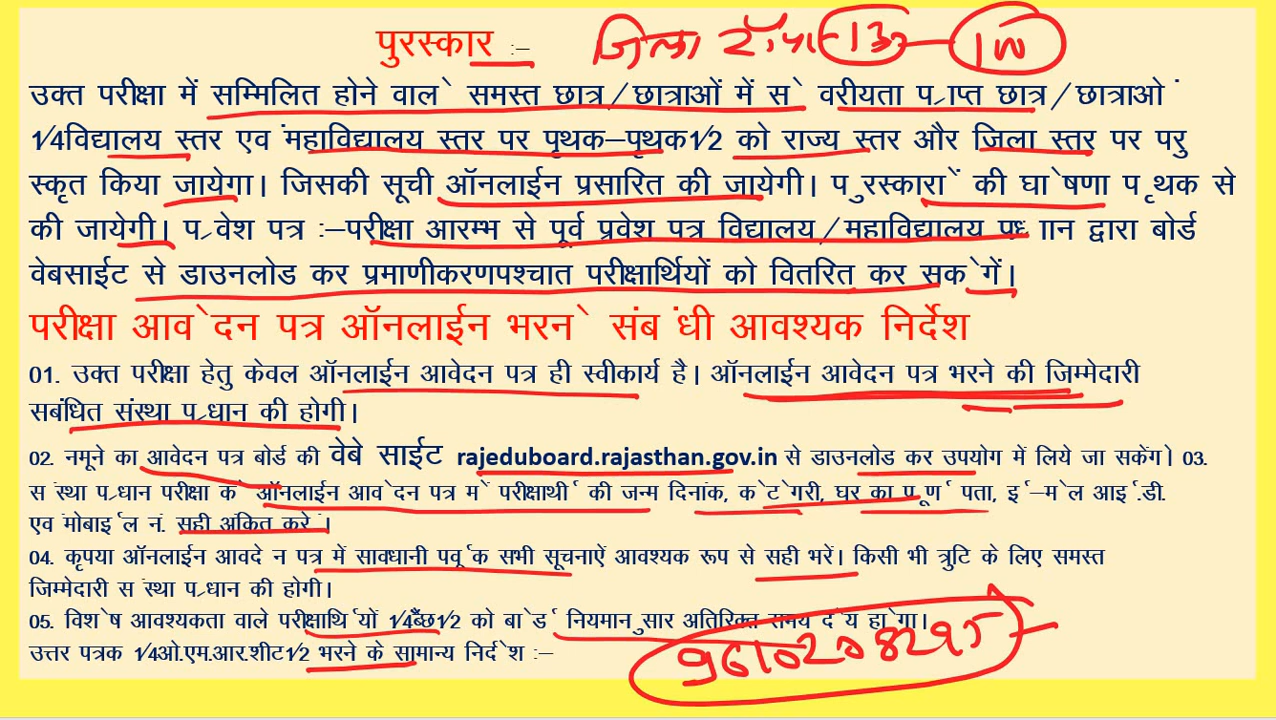 पुरस्कार :- जिला टॉपर 132 - 100
उक्त परीक्षा में सम्मिलित होने वाल े समस्त छात्र/छात्राओं में स े वरीयता प्राप्त छात्र/छात्राओ ं
1⁄4विद्यालय स्तर एव ंमहाविद्यालय स्तर पर पृथक–पृथक1⁄2 को राज्य स्तर और जिला स्तर पर पुर
स्कृत किया जायेगा। जिसकी सूची ऑनलाईन प्रसारित की जायेगी। पुरस्कारा ें की घा ेषणा पृथक से
की जायेगी। प्रवेश पत्र :–परीक्षा आरम्भ से पूर्व प्रवेश पत्र विद्यालय/महाविद्यालय प्रध ान द्वारा बोर्ड
वेबसाईट से डाउनलोड कर प्रमाणीकरणपश्चात परीक्षार्थियों को वितरित कर सक ेगें।
परीक्षा आव ेदन पत्र ऑनलाईन भरन े संब ंधी आवश्यक निर्देश
01. उक्त परीक्षा हेतु केवल ऑनलाईन आवेदन पत्र ही स्वीकार्य है। ऑनलाईन आवेदन पत्र भरने की जिम्मेदारी
सबंधित संस्था प्रधान की होगी।
02. नमूने का आवेदन पत्र बोर्ड की वेबे साईट rajeduboard.rajasthan.gov.in से डाउनलोड कर उपयोग में लिये जा सकेंग। 03.
स ंस्था प्रधान परीक्षा क े ऑनलाईन आव ेदन पत्र म ें परीक्षाथी र् की जन्म दिनांक, क ेट ेगरी, घर का पूण र् पता, इ र्–म ेल आइ र्.डी.
एव ंमोबाइ र्ल नं. सही अंकित कर े ं।
04. कृपया ऑनलाईन आवदे न पत्र में सावधानी पवू र्क सभी सूचनाऐं आवश्यक रूप से सही भरें। किसी भी त्रुटि के लिए समस्त
जिम्मेदारी स ंस्था प्रधान की होगी।
05. विश ेष आवश्यकता वाले परीक्षाथि र्यों 1⁄4ब्ॅछ1⁄2 को बा ेड र् नियमान ुसार अतिरिक्त समय द ेय हा ेगा।
उत्तर पत्रक 1⁄4ओ.एम.आर.शीट1⁄2 भरने के सामान्य निर्द ेश :–
9610208295